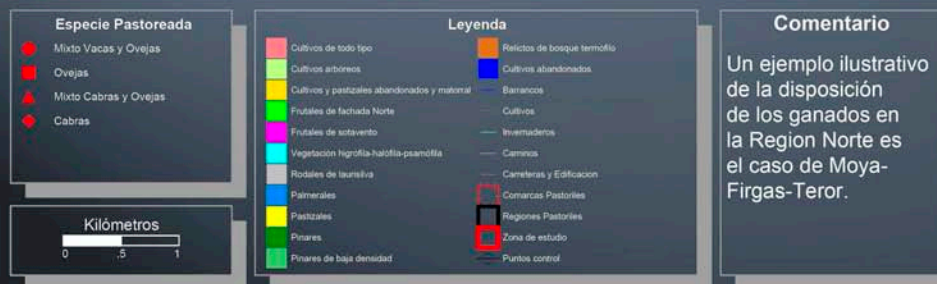 Especie Pastoreada
Mixto Vacas y Ovejas
Ovejas
Mixto Cabras y Ovejas
Cabras
Kilómetros
0 .5 1
Leyenda
Cultivos de todo tipo
Cultivos arbóreos
Cultivos y pastizales abandonados y matorral
Frutales de fachada Norte
Frutales de sotavento
Vegetación higrófila-halófila-psamófila
Rodales de laurisilva
Palmerales
Pastizales
Pinares
Pinares de baja densidad
Relictos de bosque termofilo
Cultivos abandonados
Barrancos
Cultivos
Invernaderos
Caminos
Carreteras y Edificacion
Comarcas Pastoriles
Regiones Pastoriles
Zona de estudio
Puntos control
Comentario
Un ejemplo ilustrativo
de la disposición
de los ganados en
la Region Norte es
el caso de Moya-
Firgas-Teror.